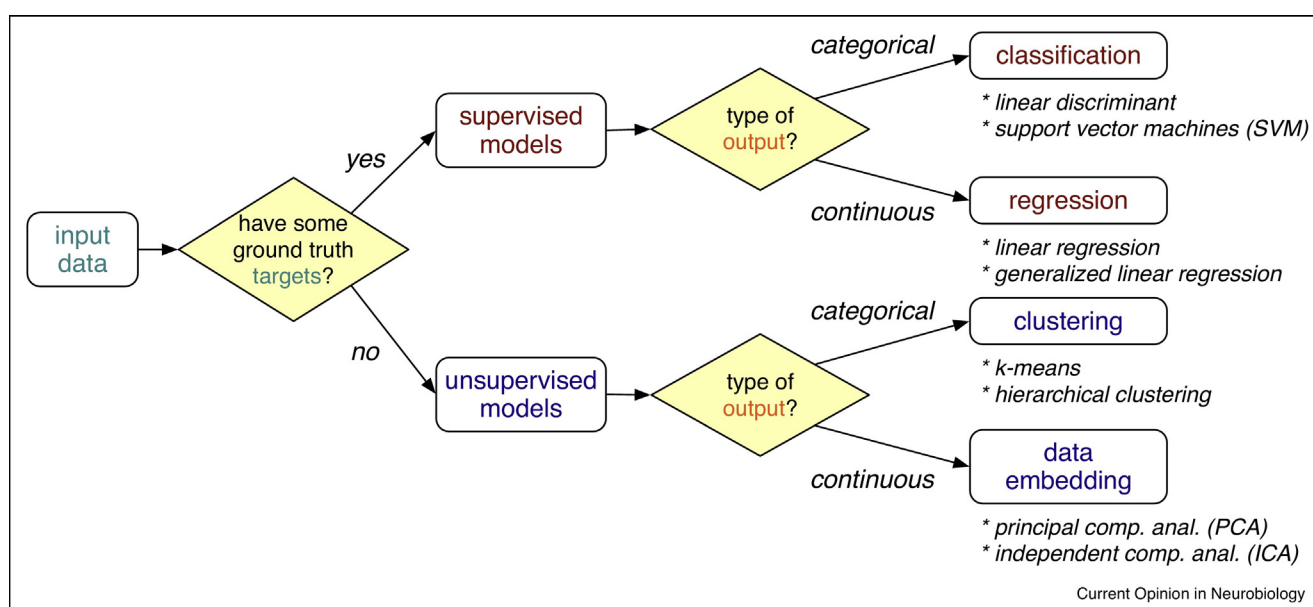 input
data
have some
ground truth
targets?
yes
supervised
models
type of
output?
categorical
classification
* linear discriminant
* support vector machines (SVM)
continuous
regression
* linear regression
* generalized linear regression
no
unsupervised
models
type of
output?
categorical
clustering
* k-means
* hierarchical clustering
continuous
data
embedding
* principal comp. anal. (PCA)
* independent comp. anal. (ICA)
Current Opinion in Neurobiology